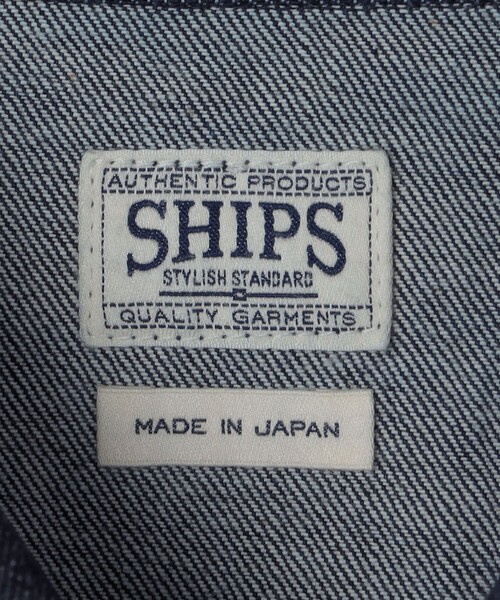 AUTHENTIC PRODUCTS
SHIPS
STYLISH STANDARD
QUALITY GARMENTS
MADE IN JAPAN